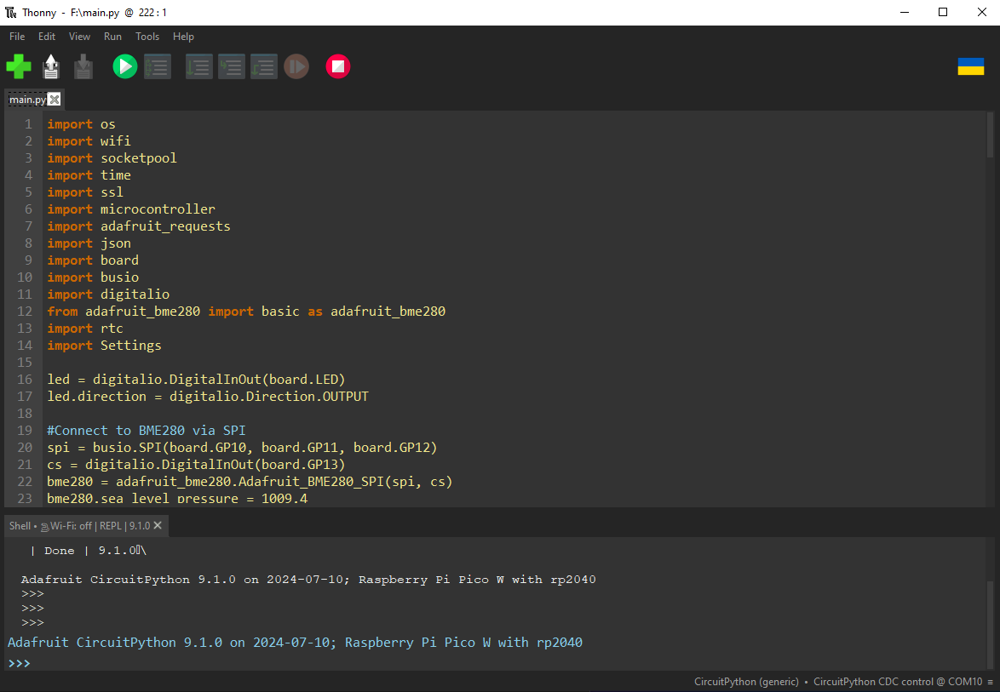 Thonny - F:\main.py @ 222 : 1
File Edit View Run Tools Help
main.py
1 import os
2 import wifi
3 import socketpool
4 import time
5 import ssl
6 import microcontroller
7 import adafruit_requests
8 import json
9 import board
10 import busio
11 import digitalio
12 from adafruit_bme280 import basic as adafruit_bme280
13 import rtc
14 import Settings
15
16 led = digitalio.DigitalInOut(board.LED)
17 led.direction = digitalio.Direction.OUTPUT
18
19 #Connect to BME280 via SPI
20 spi = busio.SPI(board.GP10, board.GP11, board.GP12)
21 cs = digitalio.DigitalInOut(board.GP13)
22 bme280 = adafruit_bme280.Adafruit_BME280_SPI(spi, cs)
23 bme280.sea_level_pressure = 1009.4
Shell • Wi-Fi: off | REPL | 9.1.0
| Done | 9.1.0\
Adafruit CircuitPython 9.1.0 on 2024-07-10; Raspberry Pi Pico W with rp2040
>>>
>>>
>>>
Adafruit CircuitPython 9.1.0 on 2024-07-10; Raspberry Pi Pico W with rp2040
>>>
CircuitPython (generic) • CircuitPython CDC control @ COM10 ≡